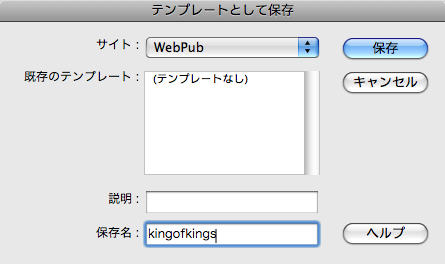 テンプレートとして保存
サイト： WebPub 保存
既存のテンプレート： (テンプレートなし) キャンセル
説明：
保存名： kingofkings ヘルプ